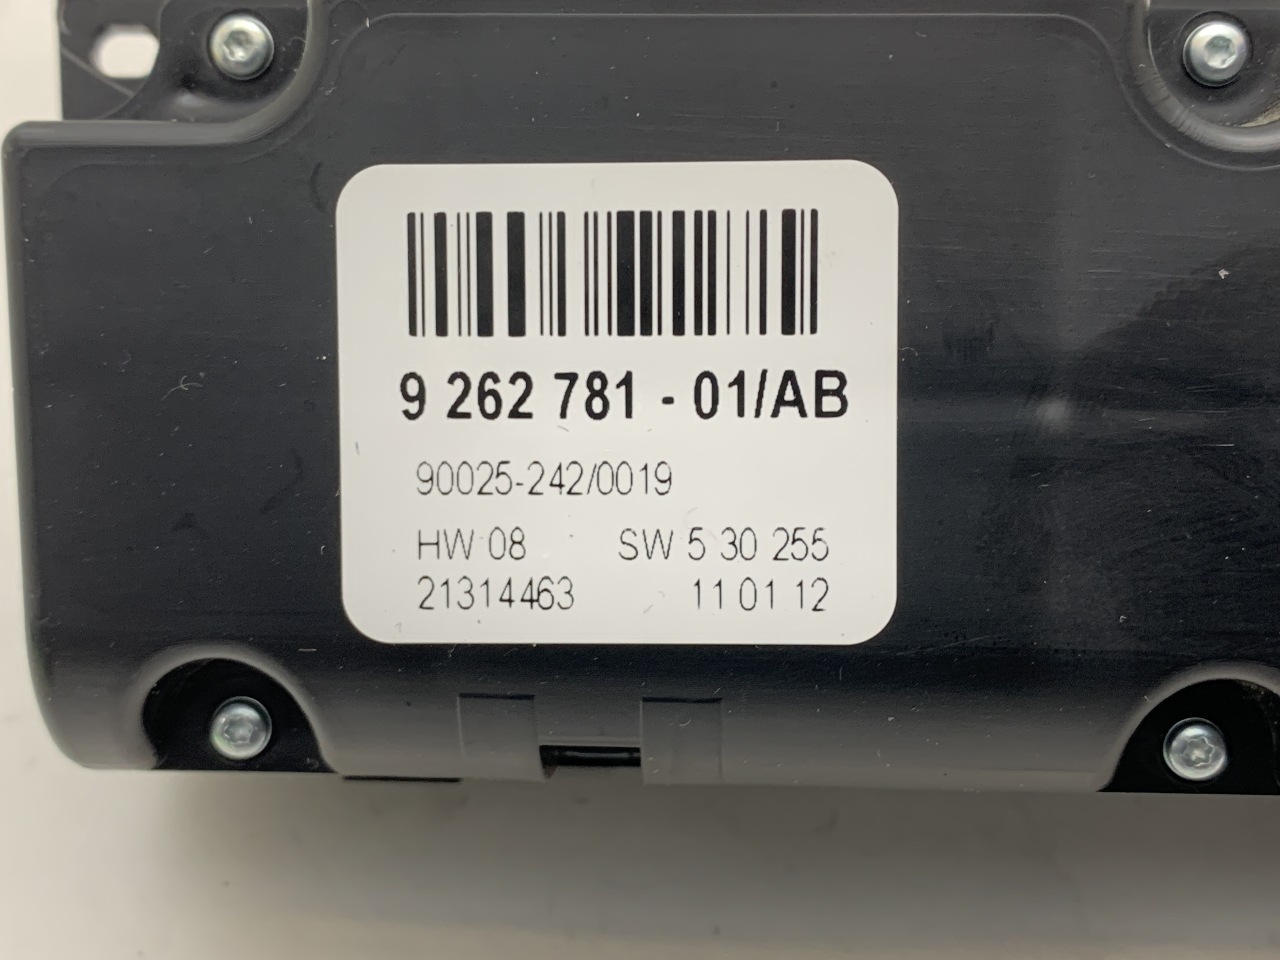 9 262 781 - 01/AB
90025-242/0019
HW 08 SW 5 30 255
21314463 11 01 12